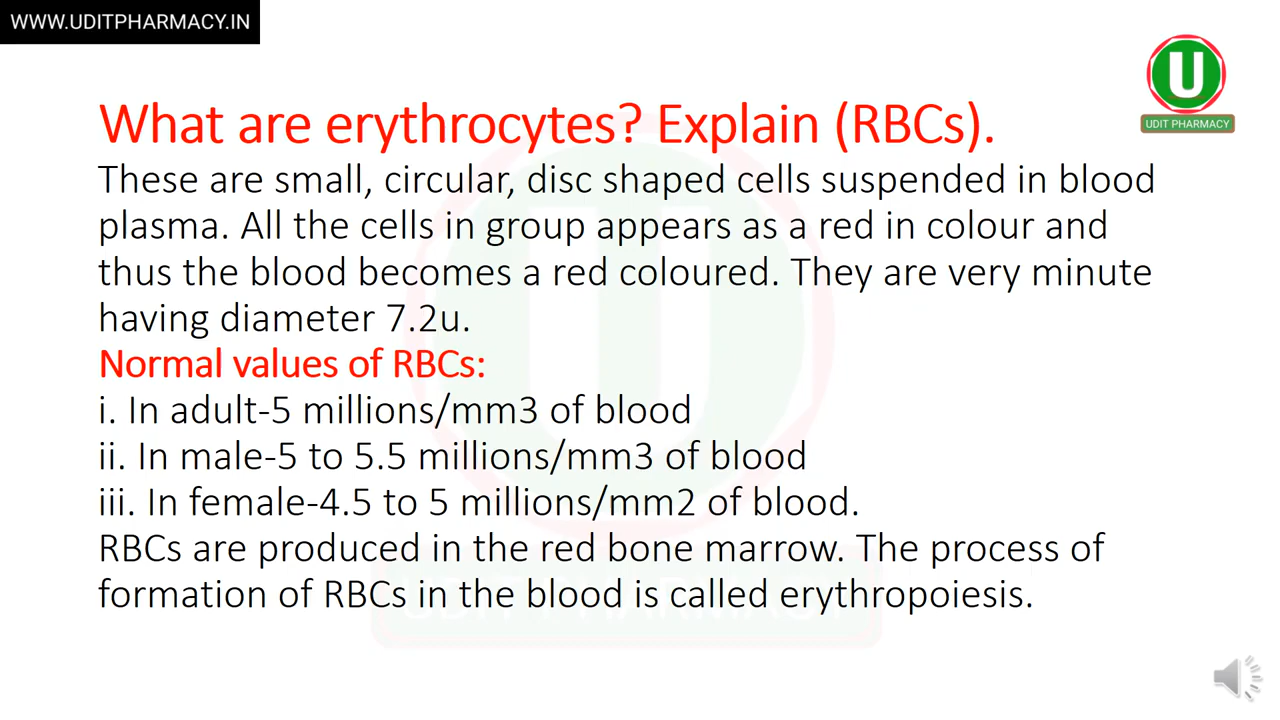 WWW.UDITPHARMACY.IN
U
UDIT PHARMACY
What are erythrocytes? Explain (RBCs).
These are small, circular, disc shaped cells suspended in blood
plasma. All the cells in group appears as a red in colour and
thus the blood becomes a red coloured. They are very minute
having diameter 7.2u.
Normal values of RBCs:
i. In adult-5 millions/mm3 of blood
ii. In male-5 to 5.5 millions/mm3 of blood
iii. In female-4.5 to 5 millions/mm2 of blood.
RBCs are produced in the red bone marrow. The process of
formation of RBCs in the blood is called erythropoiesis.
U
UDIT PHARMACY